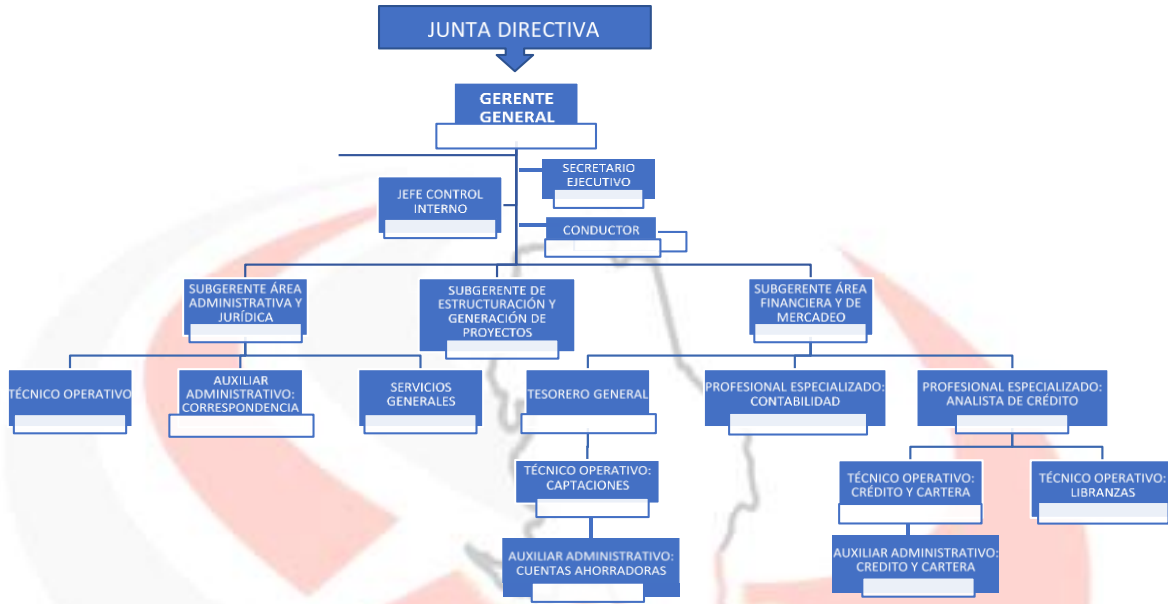 JUNTA DIRECTIVA
GERENTE
GENERAL
SECRETARIO
EJECUTIVO
JEFE CONTROL
INTERNO
CONDUCTOR
SUBGERENTE ÁREA
ADMINISTRATIVA Y
JURÍDICA
SUBGERENTE DE
ESTRUCTURACIÓN Y
GENERACIÓN DE
PROYECTOS
SUBGERENTE ÁREA
FINANCIERA Y DE
MERCADEO
TÉCNICO OPERATIVO
AUXILIAR
ADMINISTRATIVO:
CORRESPONDENCIA
SERVICIOS
GENERALES
TESORERO GENERAL
PROFESIONAL ESPECIALIZADO:
CONTABILIDAD
PROFESIONAL ESPECIALIZADO:
ANALISTA DE CRÉDITO
TÉCNICO OPERATIVO:
CAPTACIONES
TÉCNICO OPERATIVO:
CRÉDITO Y CARTERA
TÉCNICO OPERATIVO:
LIBRANZAS
AUXILIAR ADMINISTRATIVO:
CUENTAS AHORRADORAS
AUXILIAR ADMINISTRATIVO:
CREDITO Y CARTERA